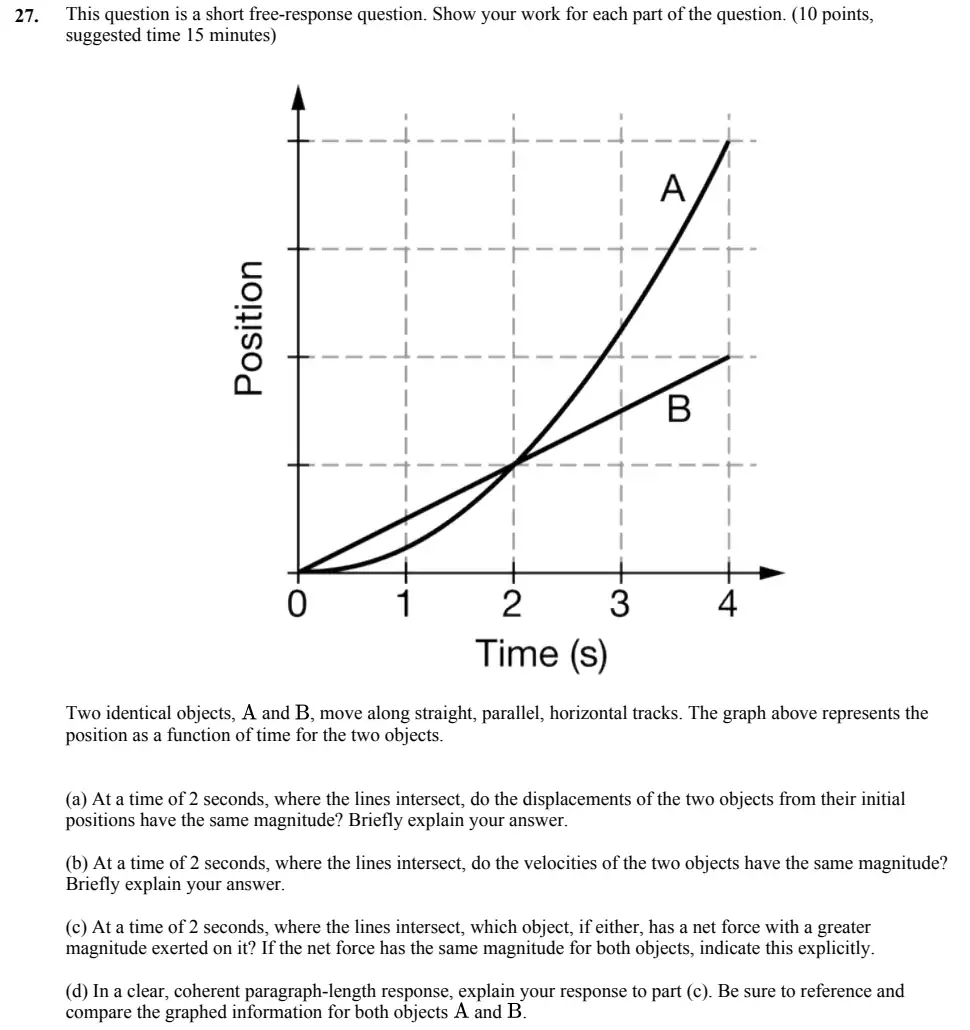 27. This question is a short free-response question. Show your work for each part of the question. (10 points,
suggested time 15 minutes)
A
Position
B
0 1 2 3 4
Time (s)
Two identical objects, A and B, move along straight, parallel, horizontal tracks. The graph above represents the
position as a function of time for the two objects.
(a) At a time of 2 seconds, where the lines intersect, do the displacements of the two objects from their initial
positions have the same magnitude? Briefly explain your answer.
(b) At a time of 2 seconds, where the lines intersect, do the velocities of the two objects have the same magnitude?
Briefly explain your answer.
(c) At a time of 2 seconds, where the lines intersect, which object, if either, has a net force with a greater
magnitude exerted on it? If the net force has the same magnitude for both objects, indicate this explicitly.
(d) In a clear, coherent paragraph-length response, explain your response to part (c). Be sure to reference and
compare the graphed information for both objects A and B.